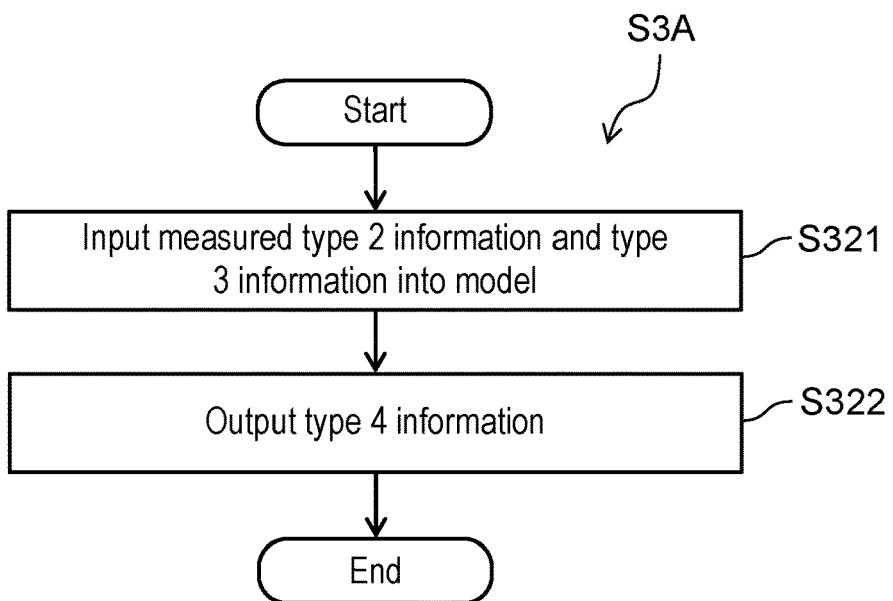 S3A
Start
Input measured type 2 information and type
3 information into model
S321
Output type 4 information
S322
End